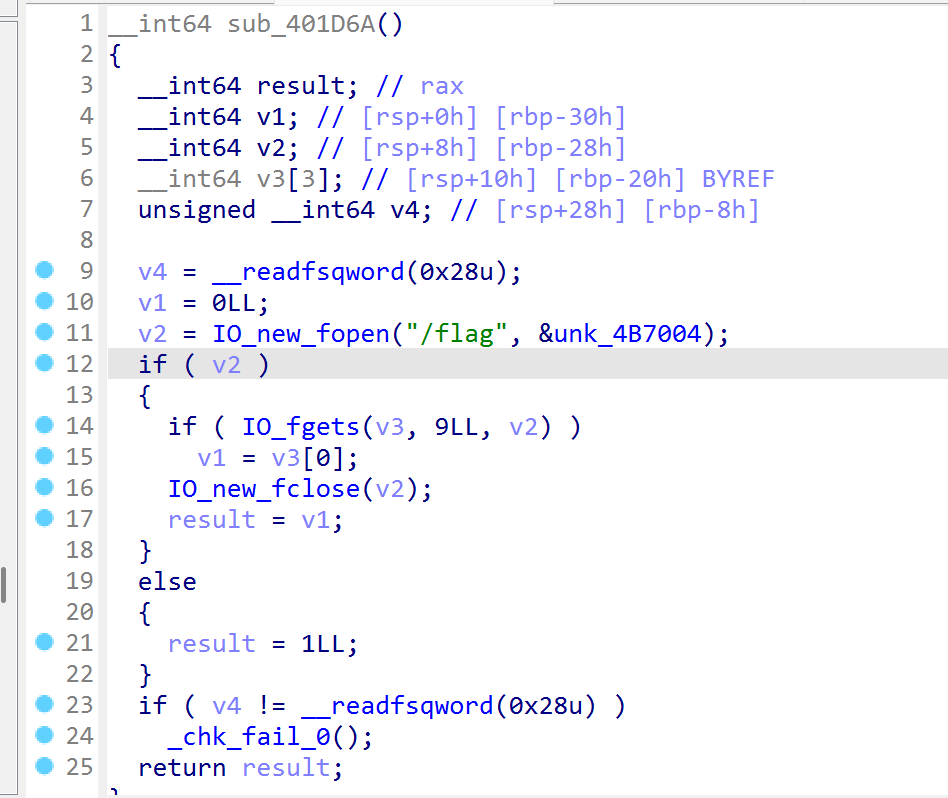 1 __int64 sub_401D6A()
2 {
3   __int64 result; // rax
4   __int64 v1; // [rsp+0h] [rbp-30h]
5   __int64 v2; // [rsp+8h] [rbp-28h]
6   __int64 v3[3]; // [rsp+10h] [rbp-20h] BYREF
7   unsigned __int64 v4; // [rsp+28h] [rbp-8h]
8
9   v4 = __readfsqword(0x28u);
10   v1 = 0LL;
11   v2 = IO_new_fopen("/flag", &unk_4B7004);
12   if ( v2 )
13   {
14     if ( IO_fgets(v3, 9LL, v2) )
15       v1 = v3[0];
16     IO_new_fclose(v2);
17     result = v1;
18   }
19   else
20   {
21     result = 1LL;
22   }
23   if ( v4 != __readfsqword(0x28u) )
24     _chk_fail_0();
25   return result;